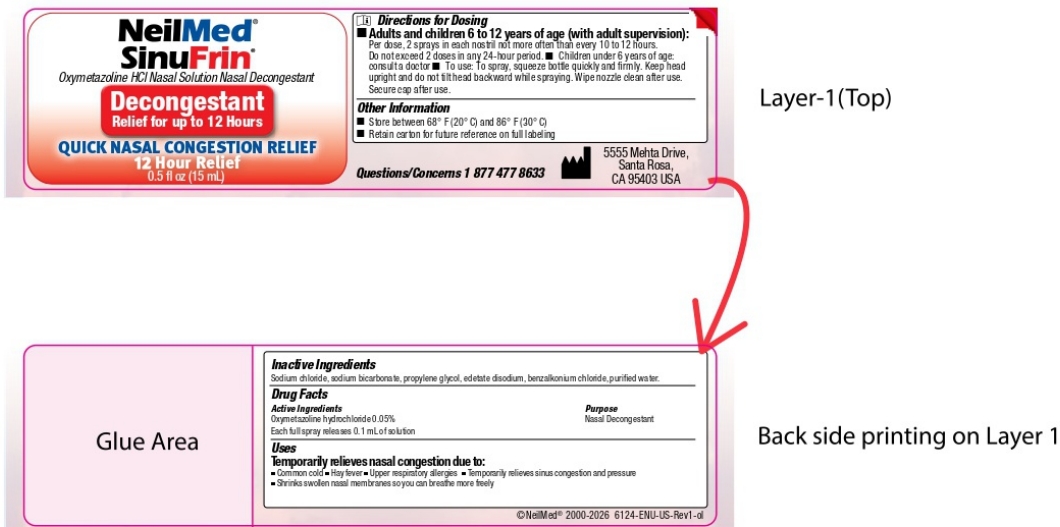 NeilMed®
SinuFrin®
Oxymetazoline HCl Nasal Solution Nasal Decongestant
Decongestant
Relief for up to 12 Hours
QUICK NASAL CONGESTION RELIEF
12 Hour Relief
0.5 fl oz (15 mL)
Directions for Dosing
■ Adults and children 6 to 12 years of age (with adult supervision):
Per dose, 2 sprays in each nostril not more often than every 10 to 12 hours.
Do not exceed 2 doses in any 24-hour period. ■ Children under 6 years of age:
consult a doctor ■ To use: To spray, squeeze bottle quickly and firmly. Keep head
upright and do not tilt head backward while spraying. Wipe nozzle clean after use.
Secure cap after use.
Other Information
■ Store between 68° F (20° C) and 86° F (30° C)
■ Retain carton for future reference on full labeling
Questions/Concerns 1 877 477 8633
5555 Mehta Drive,
Santa Rosa,
CA 95403 USA
Layer-1(Top)
Glue Area
Inactive Ingredients
Sodium chloride, sodium bicarbonate, propylene glycol, edetate disodium, benzalkonium chloride, purified water.
Drug Facts
Active Ingredients Purpose
Oxymetazoline hydrochloride 0.05% Nasal Decongestant
Each full spray releases 0.1 mL of solution
Uses
Temporarily relieves nasal congestion due to:
■ Common cold ■ Hay fever ■ Upper respiratory allergies ■ Temporarily relieves sinus congestion and pressure
■ Shrinks swollen nasal membranes so you can breathe more freely
©NeilMed® 2000-2026 6124-ENU-US-Rev1-ol
Back side printing on Layer 1